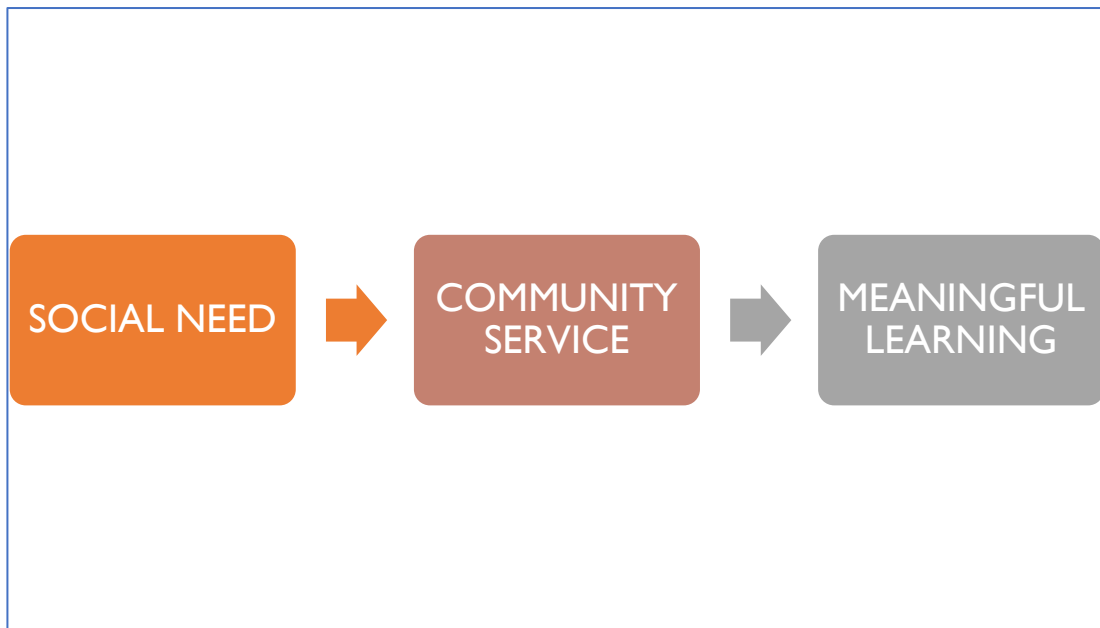 SOCIAL NEED
COMMUNITY
SERVICE
MEANINGFUL
LEARNING